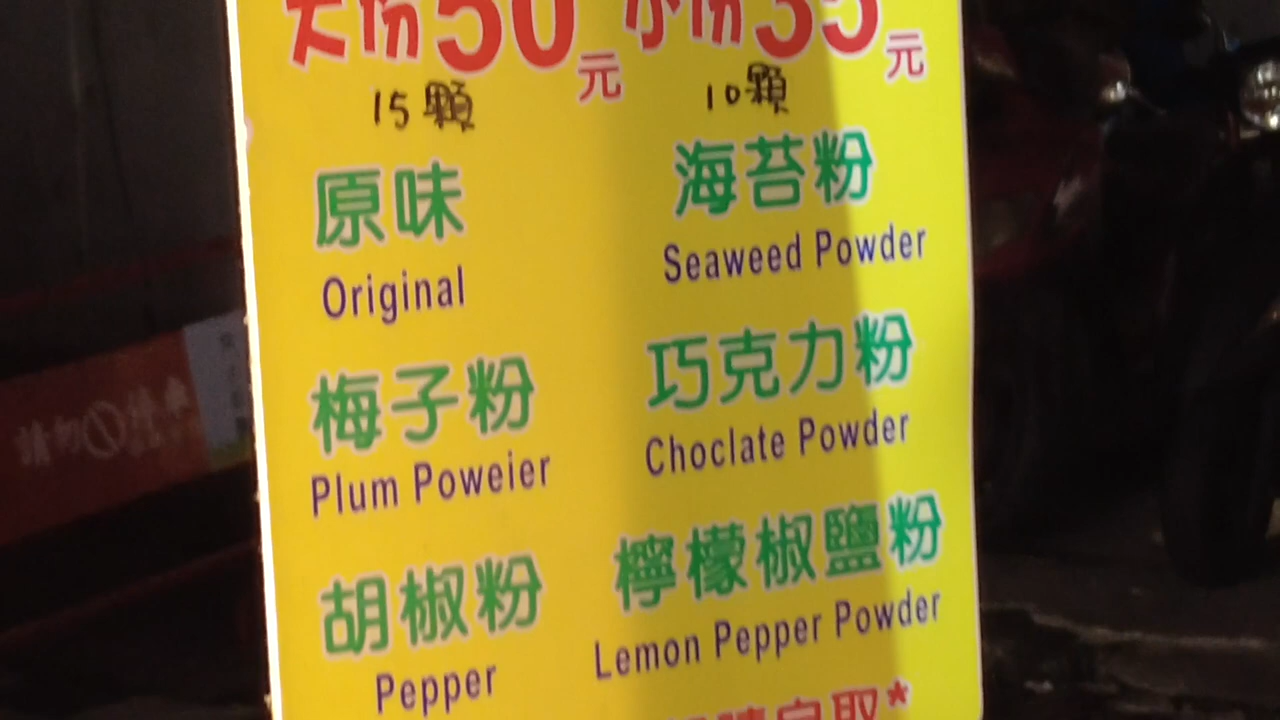 大份50元 小份35元
15顆 10顆
原味 海苔粉
Original Seaweed Powder
梅子粉 巧克力粉
Plum Poweier Choclate Powder
胡椒粉 檸檬椒鹽粉
Pepper Lemon Pepper Powder
自取*